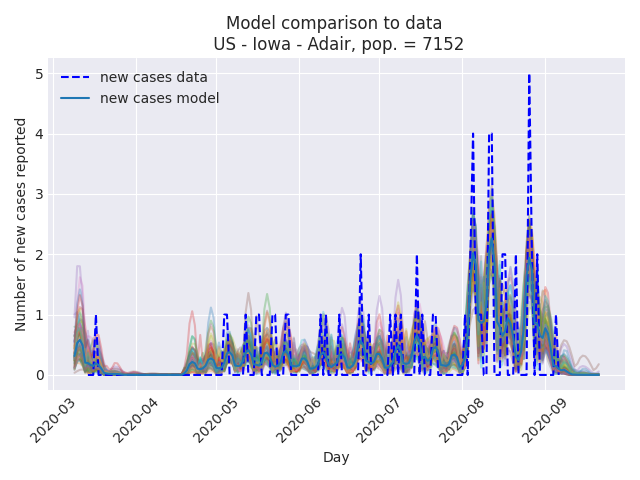 Model comparison to data
US - Iowa - Adair, pop. = 7152
new cases data
new cases model
Number of new cases reported
5
4
3
2
1
0
2020-03
2020-04
2020-05
2020-06
2020-07
2020-08
2020-09
Day